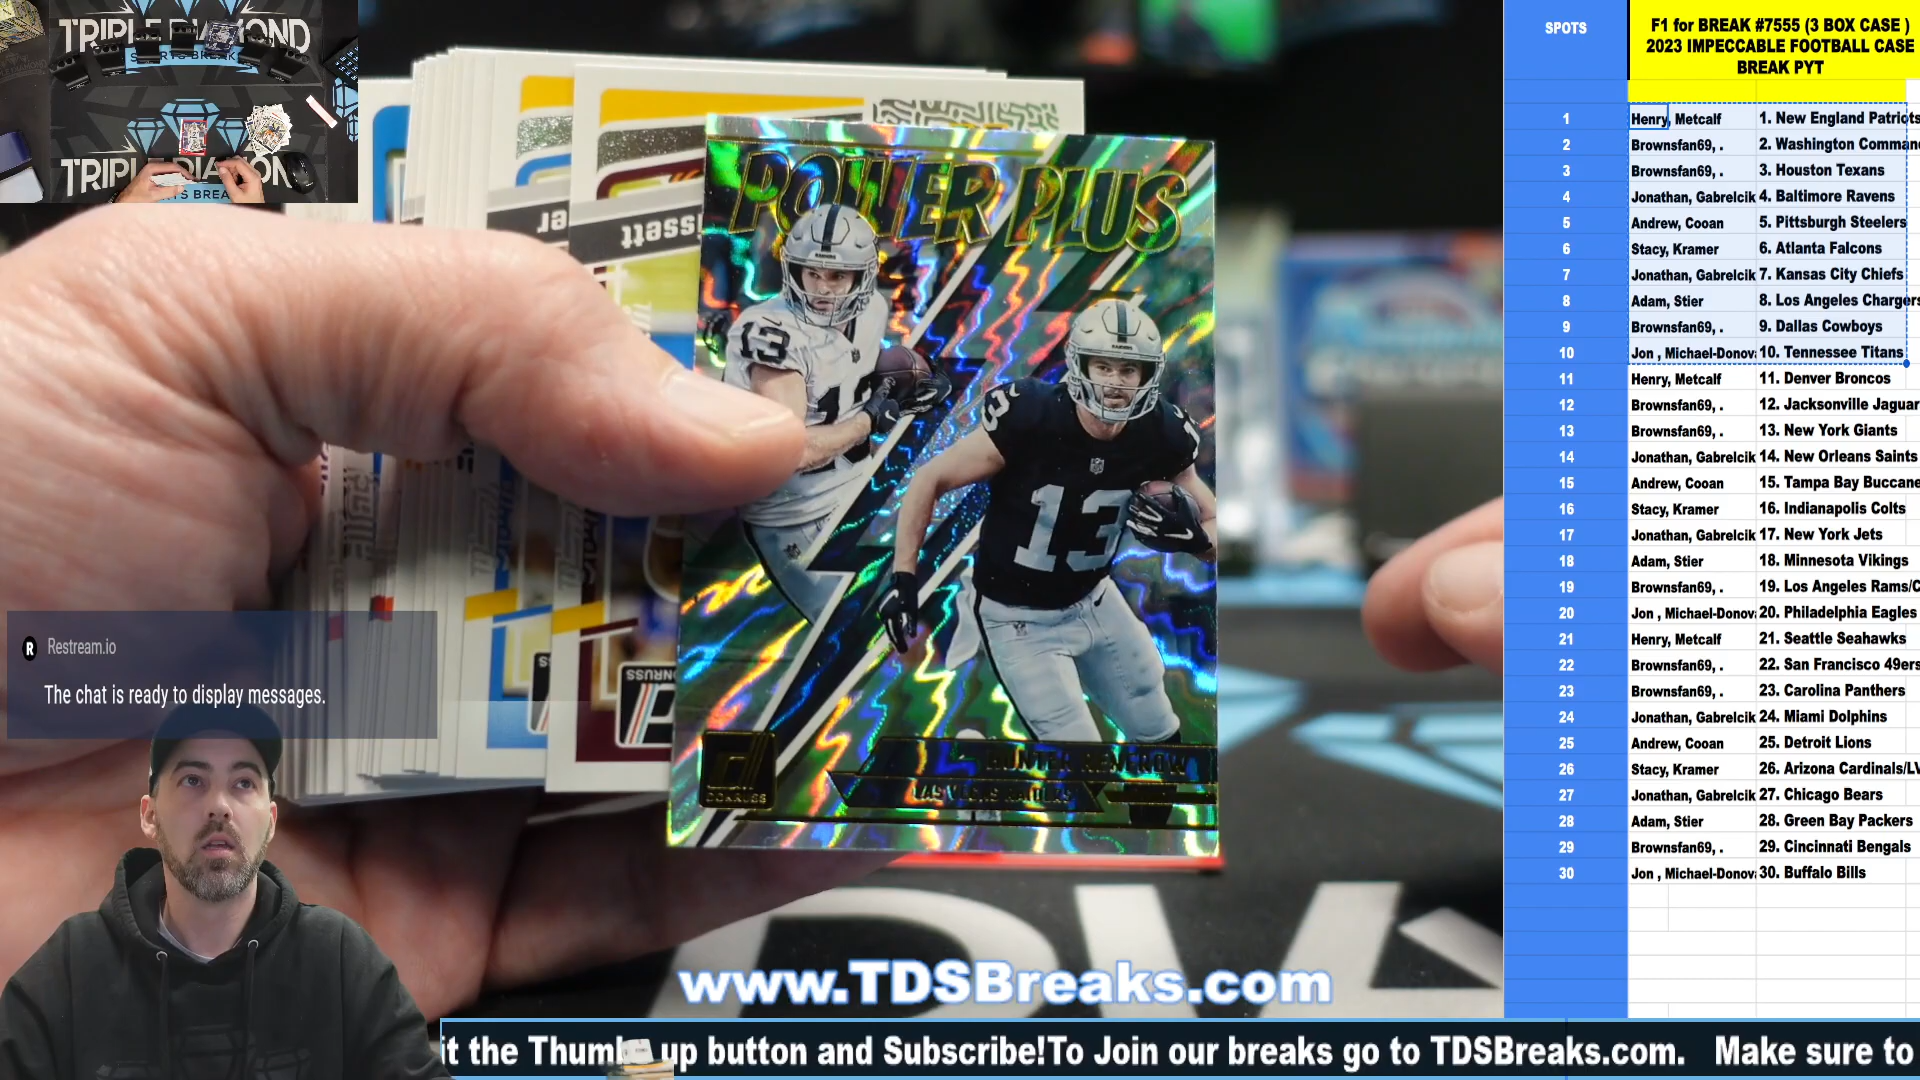 TRIPLE DIAMOND
SPORTS BREAKS
POWER PLUS
13
13
HUNTER RENFROW
LAS VEGAS RAIDERS
DONRUSS
Restream.io
The chat is ready to display messages.
www.TDSBreaks.com
it the Thumb up button and Subscribe!To Join our breaks go to TDSBreaks.com. Make sure to
SPOTS
F1 for BREAK #7555 (3 BOX CASE )
2023 IMPECCABLE FOOTBALL CASE
BREAK PYT
1 Henry, Metcalf 1. New England Patriots
2 Brownsfan69, . 2. Washington Comman
3 Brownsfan69, . 3. Houston Texans
4 Jonathan, Gabrelcik 4. Baltimore Ravens
5 Andrew, Cooan 5. Pittsburgh Steelers
6 Stacy, Kramer 6. Atlanta Falcons
7 Jonathan, Gabrelcik 7. Kansas City Chiefs
8 Adam, Stier 8. Los Angeles Chargers
9 Brownsfan69, . 9. Dallas Cowboys
10 Jon , Michael-Donov 10. Tennessee Titans
11 Henry, Metcalf 11. Denver Broncos
12 Brownsfan69, . 12. Jacksonville Jaguar
13 Brownsfan69, . 13. New York Giants
14 Jonathan, Gabrelcik 14. New Orleans Saints
15 Andrew, Cooan 15. Tampa Bay Buccane
16 Stacy, Kramer 16. Indianapolis Colts
17 Jonathan, Gabrelcik 17. New York Jets
18 Adam, Stier 18. Minnesota Vikings
19 Brownsfan69, . 19. Los Angeles Rams/C
20 Jon , Michael-Donov 20. Philadelphia Eagles
21 Henry, Metcalf 21. Seattle Seahawks
22 Brownsfan69, . 22. San Francisco 49ers
23 Brownsfan69, . 23. Carolina Panthers
24 Jonathan, Gabrelcik 24. Miami Dolphins
25 Andrew, Cooan 25. Detroit Lions
26 Stacy, Kramer 26. Arizona Cardinals/LV
27 Jonathan, Gabrelcik 27. Chicago Bears
28 Adam, Stier 28. Green Bay Packers
29 Brownsfan69, . 29. Cincinnati Bengals
30 Jon , Michael-Donov 30. Buffalo Bills